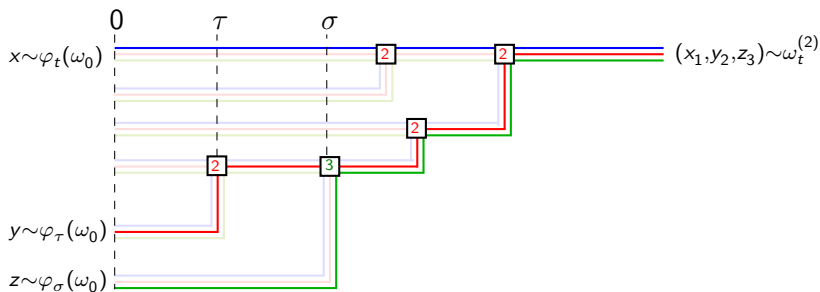 0 τ σ
x∼φ_t(ω_0) 2 2 (x_1,y_2,z_3)∼ω_t^{(2)}
2
2 3
y∼φ_τ(ω_0)
z∼φ_σ(ω_0)